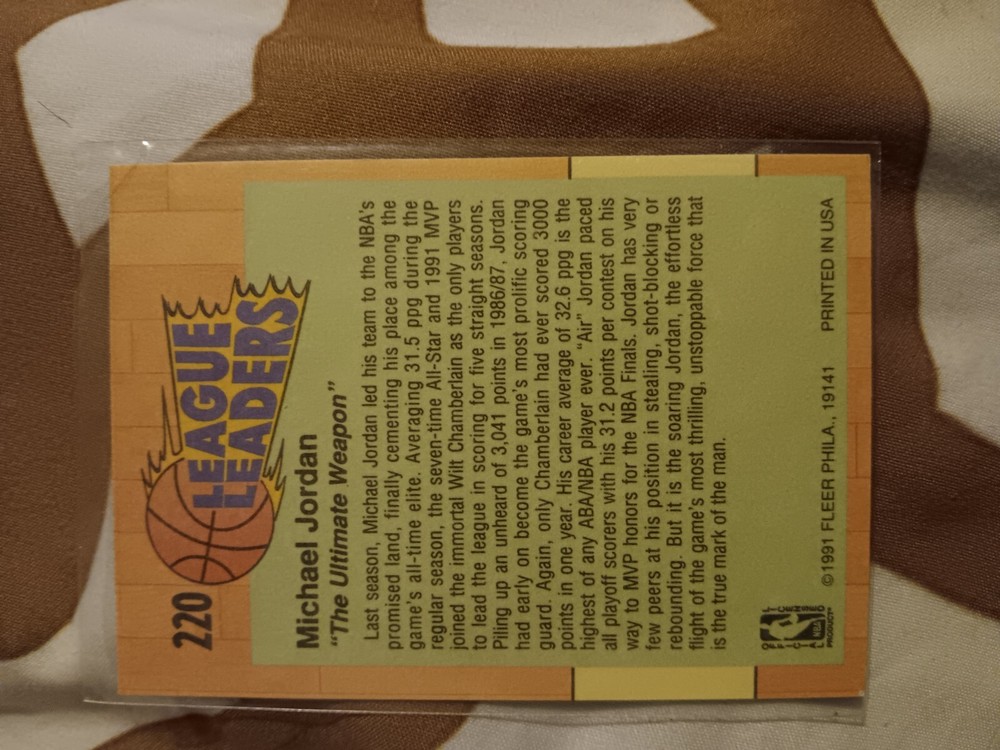 220
LEAGUE
LEADERS
Michael Jordan
"The Ultimate Weapon"
Last season, Michael Jordan led his team to the NBA's
promised land, finally cementing his place among the
game's all-time elite. Averaging 31.5 ppg during the
regular season, the seven-time All-Star and 1991 MVP
joined the immortal Wilt Chamberlain as the only players
to lead the league in scoring for five straight seasons.
Piling up an unheard of 3,041 points in 1986/87, Jordan
had early on become the game's most prolific scoring
guard. Again, only Chamberlain had ever scored 3000
points in one year. His career average of 32.6 ppg is the
highest of any ABA/NBA player ever. "Air" Jordan paced
all playoff scorers with his 31.2 points per contest on his
way to MVP honors for the NBA Finals. Jordan has very
few peers at his position in stealing, shot-blocking or
rebounding. But it is the soaring Jordan, the effortless
flight of the game's most thrilling, unstoppable force that
is the true mark of the man.
OFFICIAL LICENSED
NBA
PRODUCT
©1991 FLEER PHILA., 19141 PRINTED IN USA